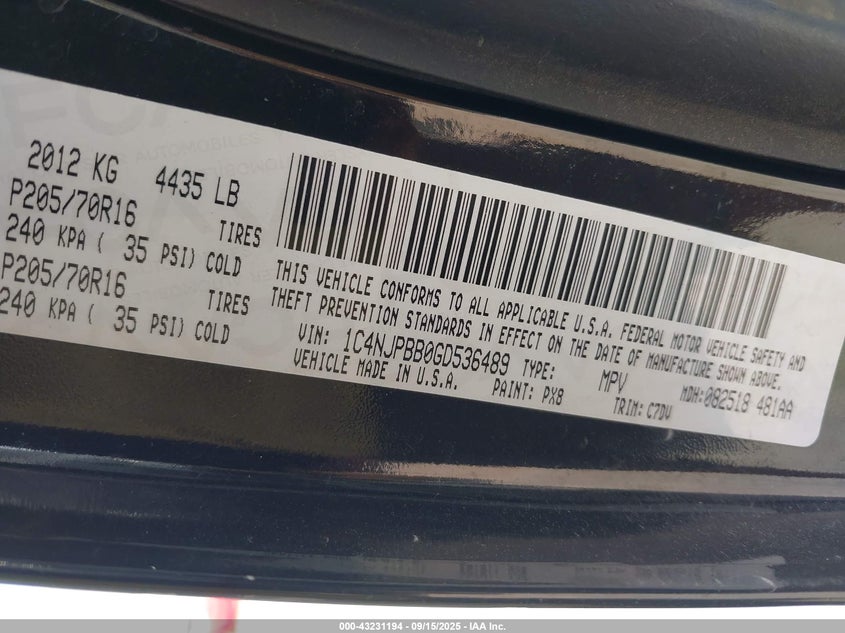 2012 KG 4435 LB
P205/70R16 TIRES
240 KPA ( 35 PSI) COLD
P205/70R16 TIRES
240 KPA ( 35 PSI) COLD
THIS VEHICLE CONFORMS TO ALL APPLICABLE U.S.A. FEDERAL MOTOR VEHICLE SAFETY AND
THEFT PREVENTION STANDARDS IN EFFECT ON THE DATE OF MANUFACTURE SHOWN ABOVE.
VIN: 1C4NJPBB0GD536489 TYPE: MPV MDH:082518 481AA
VEHICLE MADE IN U.S.A. PAINT: PX8 TRIM: C7DV
000-43231194 - 09/15/2025 - IAA Inc.